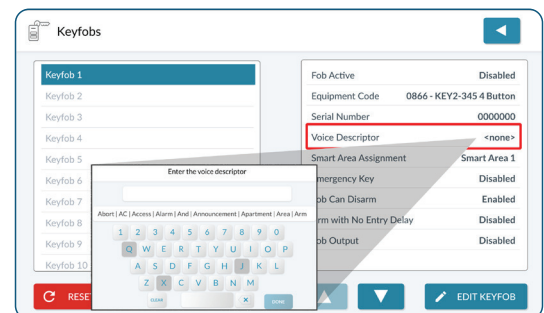 Keyfobs
Keyfob 1
Keyfob 2
Keyfob 3
Keyfob 4
Keyfob 5
Keyfob 6
Keyfob 7
Keyfob 8
Keyfob 9
Keyfob 10
Fob Active Disabled
Equipment Code 0866 - KEY2-345 4 Button
Serial Number 0000000
Voice Descriptor <none>
Smart Area Assignment Smart Area 1
mergency Key Disabled
ob Can Disarm Enabled
rm with No Entry Delay Disabled
ob Output Disabled
Enter the voice descriptor
Abort | AC | Access | Alarm | And | Announcement | Apartment | Area | Arm
1 2 3 4 5 6 7 8 9 0
Q W E R T Y U I O P
A S D F G H J K L
Z X C V B N M
CLEAR × DONE
RESE
EDIT KEYFOB